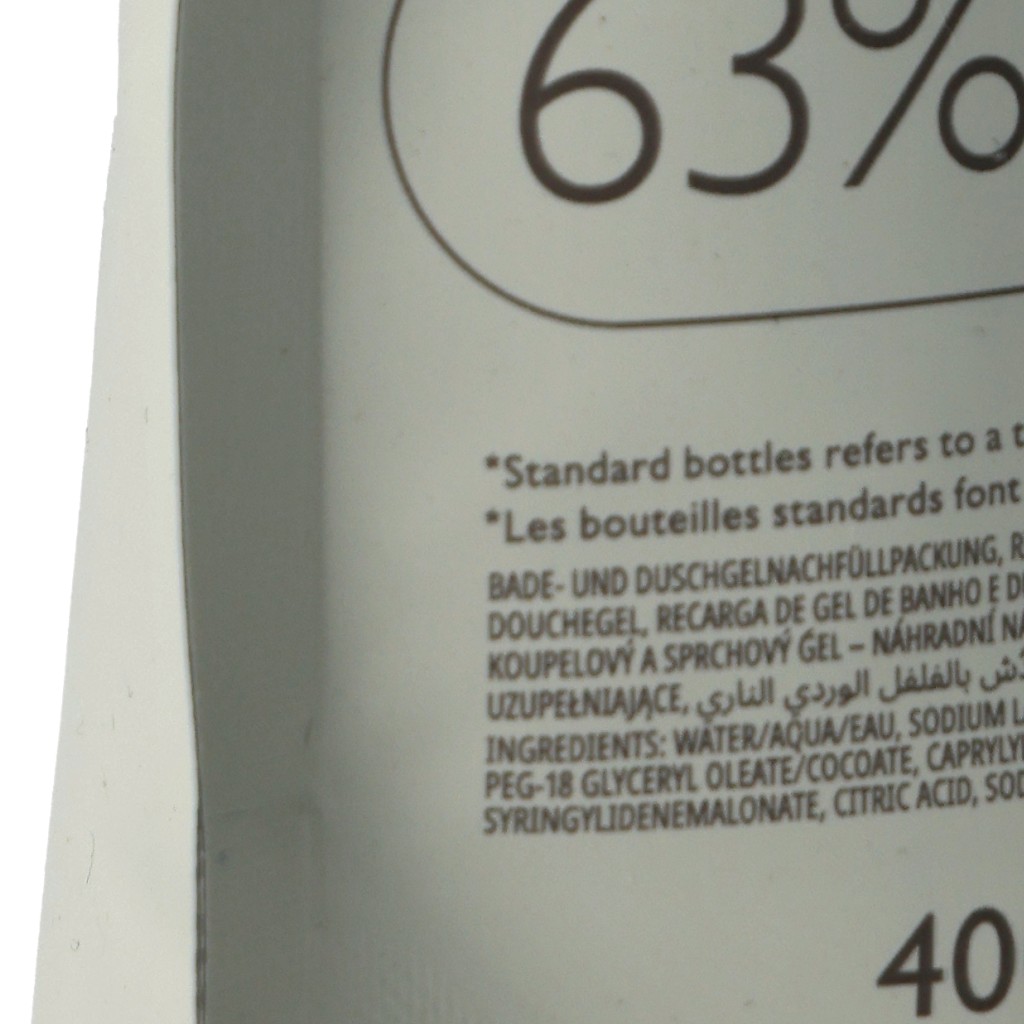 63%
*Standard bottles refers to a
*Les bouteilles standards font
BADE- UND DUSCHGELNACHFÜLLPACKUNG,
DOUCHEGEL, RECARGA DE GEL DE BANHO E
KOUPELOVÝ A SPRCHOVÝ GEL – NÁHRADNÍ
UZUPEŁNIAJĄCE, بالفلفل الوردي الناري
INGREDIENTS: WATER/AQUA/EAU, SODIUM
PEG-18 GLYCERYL OLEATE/COCOATE,
SYRINGYLIDENEMALONATE, CITRIC ACID,
40